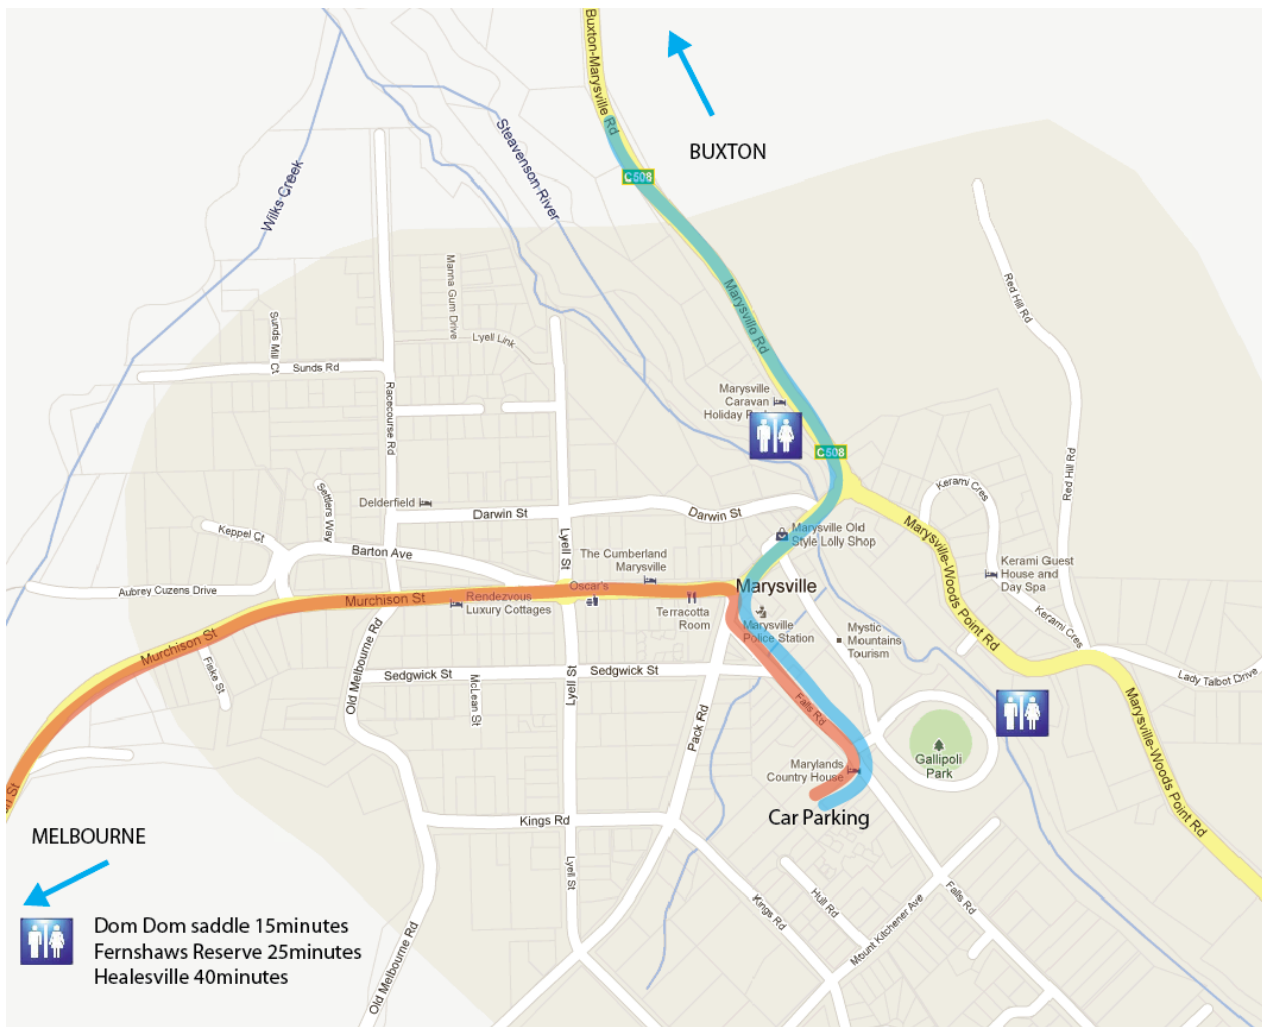 Buxton-Marysville Rd
BUXTON
C508
Steavenson River
Wilks Creek
Manna Gum Drive
Lyell Link
Sunds Mill Ct
Sunds Rd
Racecourse Rd
Marysville Rd
Red Hill Rd
Marysville
Caravan
Holiday
C508
Red Hill Rd
Kerami Cres
Settlers Way
Delderfield
Darwin St
Darwin St
Keppel Ct
Barton Ave
Lyell St
Marysville Old
Style Lolly Shop
Marysville-Woods Point Rd
The Cumberland
Marysville
Kerami Guest
House and
Day Spa
Aubrey Cuzens Drive
Murchison St
Rendezvous
Luxury Cottages
Oscar's
Marysville
Terracotta
Room
Marysville
Police Station
Mystic
Mountains
Tourism
Kerami Cres
Murchison St
Fiske St
Old Melbourne Rd
Sedgwick St
Sedgwick St
McLean St
Lyell St
Lady Talbot Drive
Falls Rd
Pack Rd
Marysville-Woods Point Rd
Gallipoli
Park
Marylands
Country House
Car Parking
Kings Rd
MELBOURNE
Lyell St
Kings Rd
Hull Rd
Falls Rd
Mount Kitchener Ave
Old Melbourne Rd
Dom Dom saddle 15minutes
Fernshaws Reserve 25minutes
Healesville 40minutes